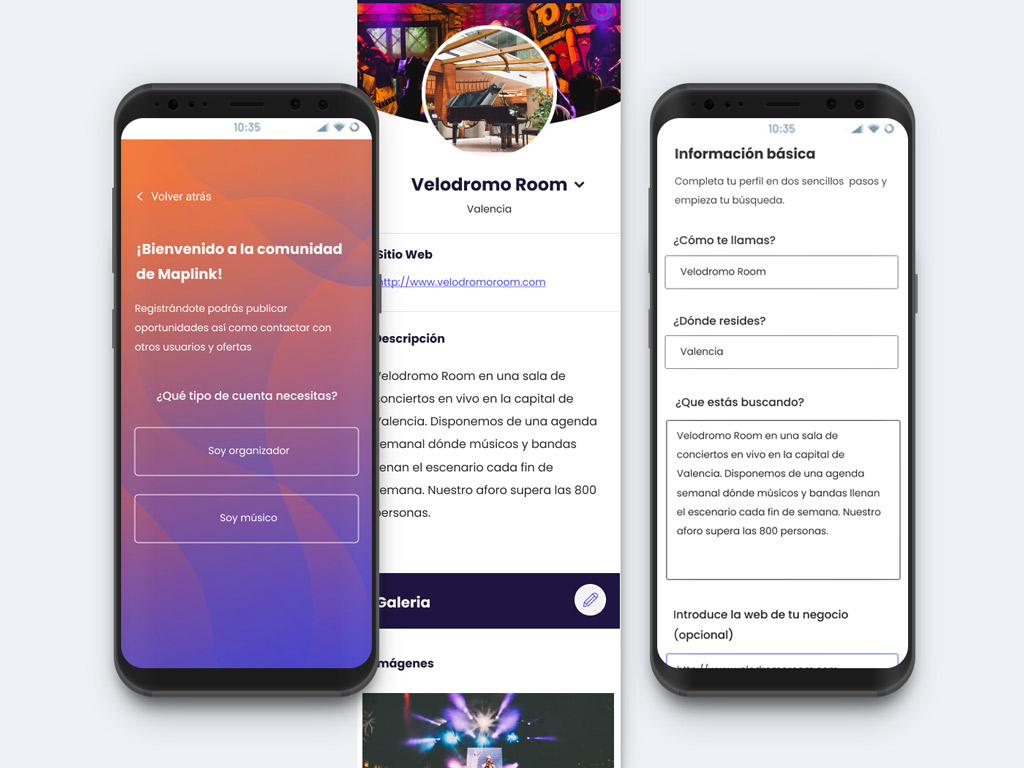 10:35
Volver atrás
¡Bienvenido a la comunidad
de Maplink!
Registrándote podrás publicar
oportunidades así como contactar con
otros usuarios y ofertas
¿Qué tipo de cuenta necesitas?
Soy organizador
Soy músico
Velodromo Room
Valencia
Sitio Web
http://www.velodromoroom.com
Descripción
Velodromo Room en una sala de
conciertos en vivo en la capital de
Valencia. Disponemos de una agenda
semanal dónde músicos y bandas
llenan el escenario cada fin de
semana. Nuestro aforo supera las 800
personas.
Galeria
Imágenes
10:35
Información básica
Completa tu perfil en dos sencillos pasos y
empieza tu búsqueda.
¿Cómo te llamas?
Velodromo Room
¿Dónde resides?
Valencia
¿Que estás buscando?
Velodromo Room en una sala de
conciertos en vivo en la capital de
Valencia. Disponemos de una agenda
semanal dónde músicos y bandas llenan
el escenario cada fin de semana. Nuestro
aforo supera las 800 personas.
Introduce la web de tu negocio
(opcional)
http://www.velodromoroom.com